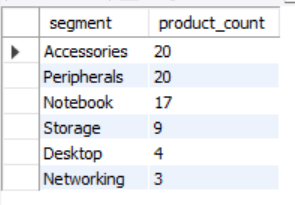 segment product_count
Accessories 20
Peripherals 20
Notebook 17
Storage 9
Desktop 4
Networking 3